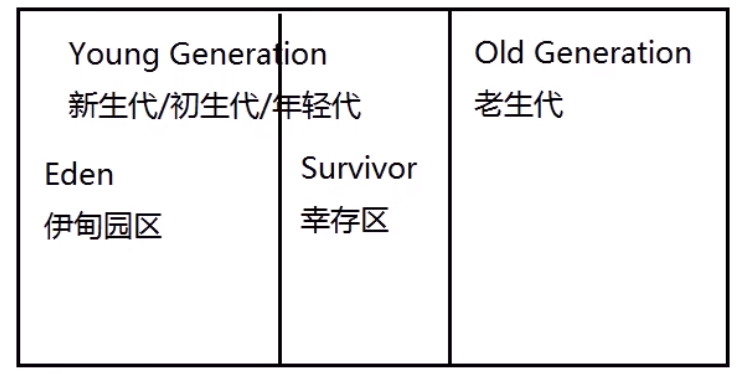 Young Generation
新生代/初生代/年轻代
Eden
伊甸园区
Survivor
幸存区
Old Generation
老生代